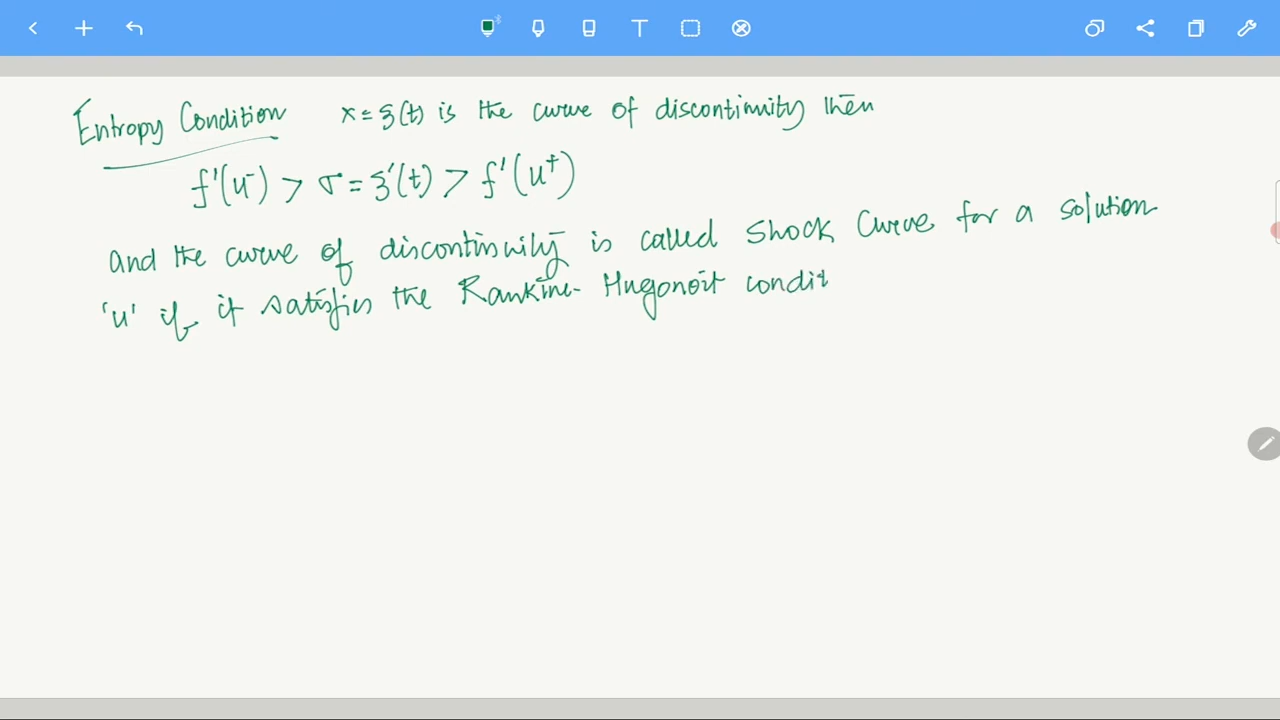 Entropy Condition x = ξ(t) is the curve of discontinuity then
f'(u⁻) > σ = ξ'(t) > f'(u⁺)
and the curve of discontinuity is called Shock Curve for a solution
'u' if it satisfies the Rankine-Hugonoit condit